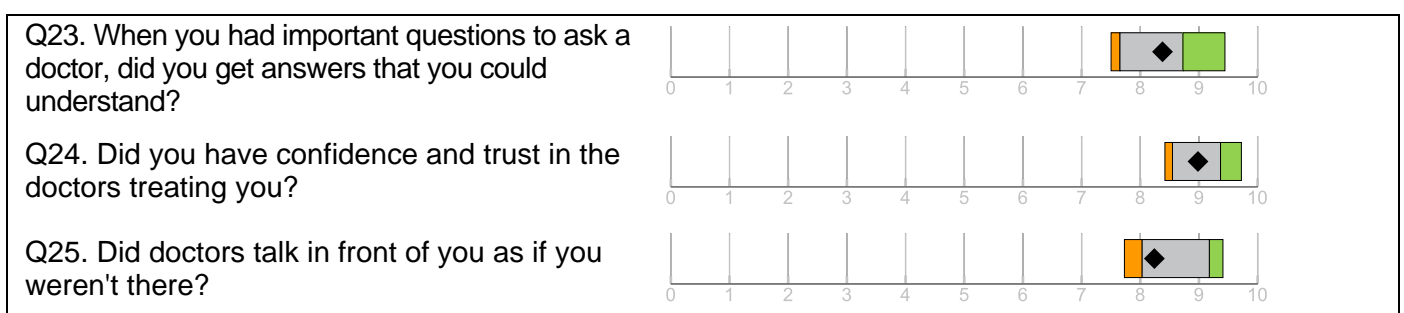 Q23. When you had important questions to ask a
doctor, did you get answers that you could
understand?
0 1 2 3 4 5 6 7 8 9 10
Q24. Did you have confidence and trust in the
doctors treating you?
0 1 2 3 4 5 6 7 8 9 10
Q25. Did doctors talk in front of you as if you
weren't there?
0 1 2 3 4 5 6 7 8 9 10